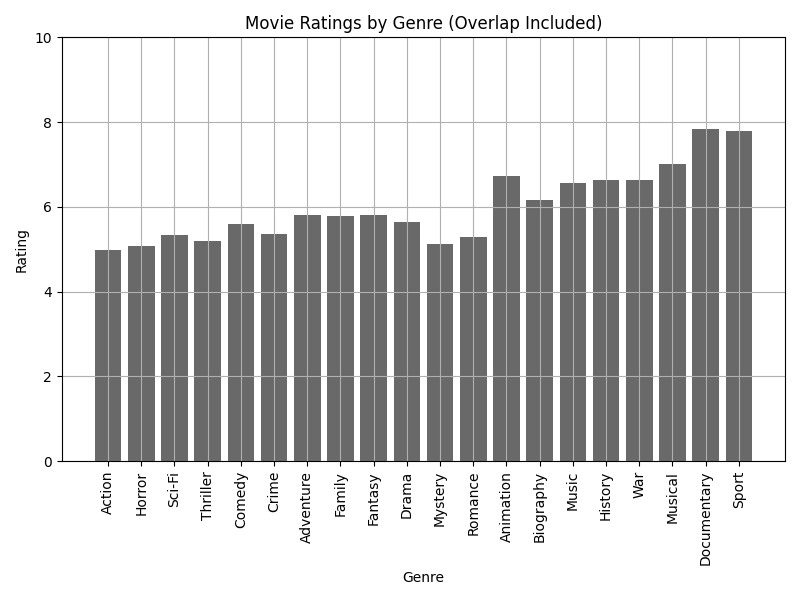 Movie Ratings by Genre (Overlap Included)
10
8
6
4
2
0
Rating
Action
Horror
Sci-Fi
Thriller
Comedy
Crime
Adventure
Family
Fantasy
Drama
Mystery
Romance
Animation
Biography
Music
History
War
Musical
Documentary
Sport
Genre